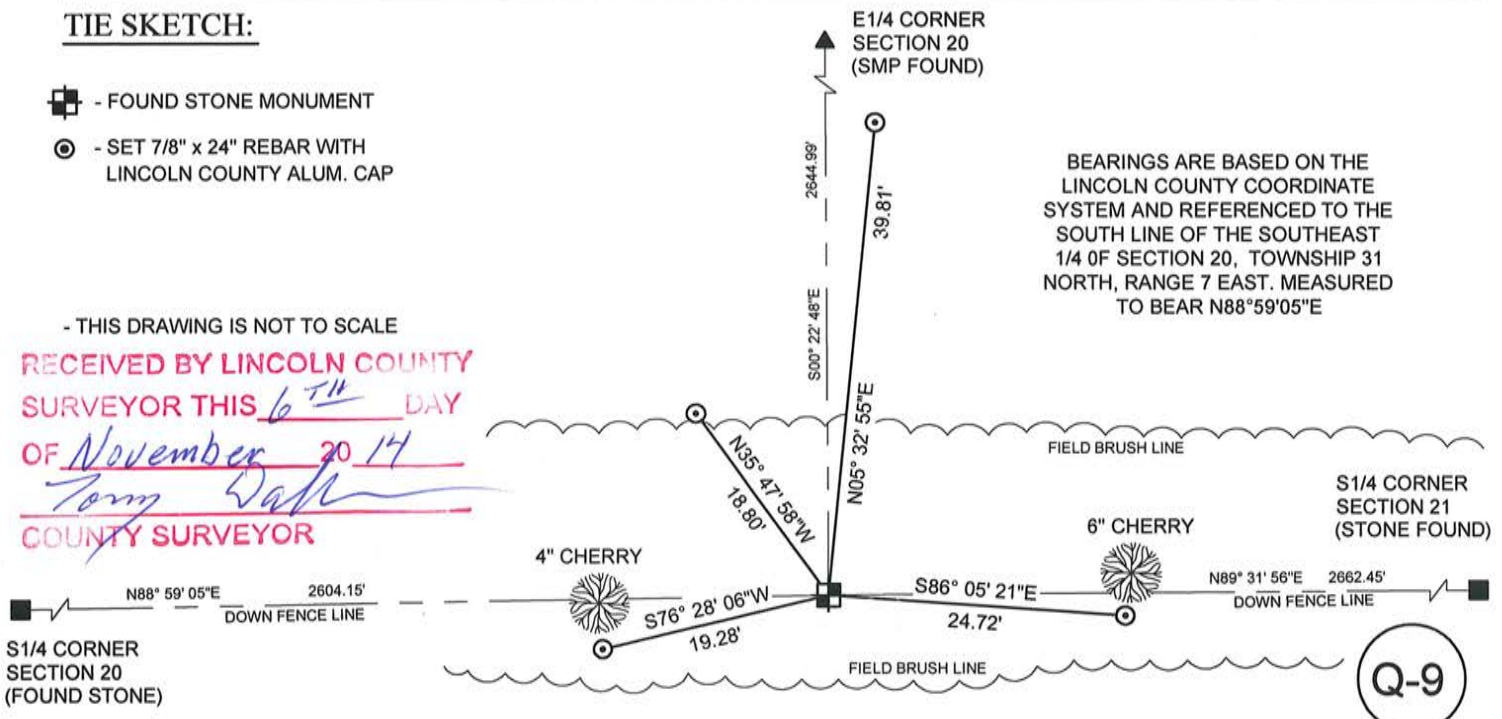 TIE SKETCH:
- FOUND STONE MONUMENT
- SET 7/8" x 24" REBAR WITH
LINCOLN COUNTY ALUM. CAP
E1/4 CORNER
SECTION 20
(SMP FOUND)
2644.99'
S00° 22' 48"E
39.81'
N05° 32' 55"E
BEARINGS ARE BASED ON THE
LINCOLN COUNTY COORDINATE
SYSTEM AND REFERENCED TO THE
SOUTH LINE OF THE SOUTHEAST
1/4 0F SECTION 20, TOWNSHIP 31
NORTH, RANGE 7 EAST. MEASURED
TO BEAR N88°59'05"E
- THIS DRAWING IS NOT TO SCALE
RECEIVED BY LINCOLN COUNTY
SURVEYOR THIS 6TH DAY
OF November 20 14
Tony
COUNTY SURVEYOR
N35° 47' 58"W
18.80'
FIELD BRUSH LINE
S1/4 CORNER
SECTION 21
(STONE FOUND)
4" CHERRY
6" CHERRY
N88° 59' 05"E 2604.15'
DOWN FENCE LINE
S76° 28' 06"W
19.28'
S86° 05' 21"E
24.72'
N89° 31' 56"E 2662.45'
DOWN FENCE LINE
S1/4 CORNER
SECTION 20
(FOUND STONE)
FIELD BRUSH LINE
Q-9